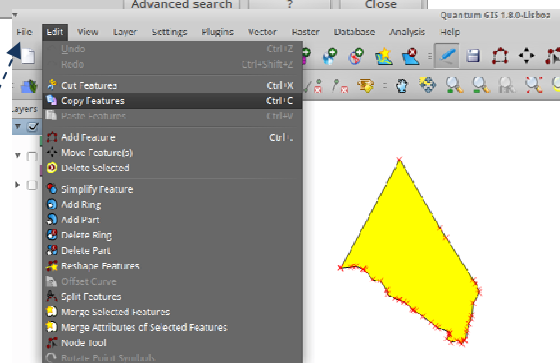 Advanced search ? Close
Quantum GIS 1.8.0-Lisboa
File Edit View Layer Settings Plugins Vector Raster Database Analysis Help
Undo Ctrl+Z
Redo Ctrl+Shift+Z
Cut Features Ctrl+X
Copy Features Ctrl+C
Paste Features Ctrl+V
Add Feature Ctrl+.
Move Feature(s)
Delete Selected
Simplify Feature
Add Ring
Add Part
Delete Ring
Delete Part
Reshape Features
Offset Curve
Split Features
Merge Selected Features
Merge Attributes of Selected Features
Node Tool
Rotate Point Symbols
ayers